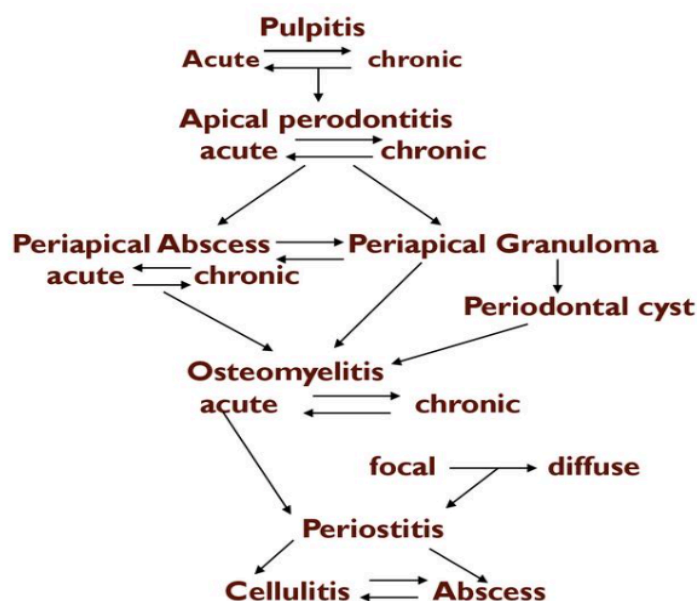 Pulpitis
Acute chronic
Apical perodontitis
acute chronic
Periapical Abscess Periapical Granuloma
acute chronic
Periodontal cyst
Osteomyelitis
acute chronic
focal diffuse
Periostitis
Cellulitis Abscess